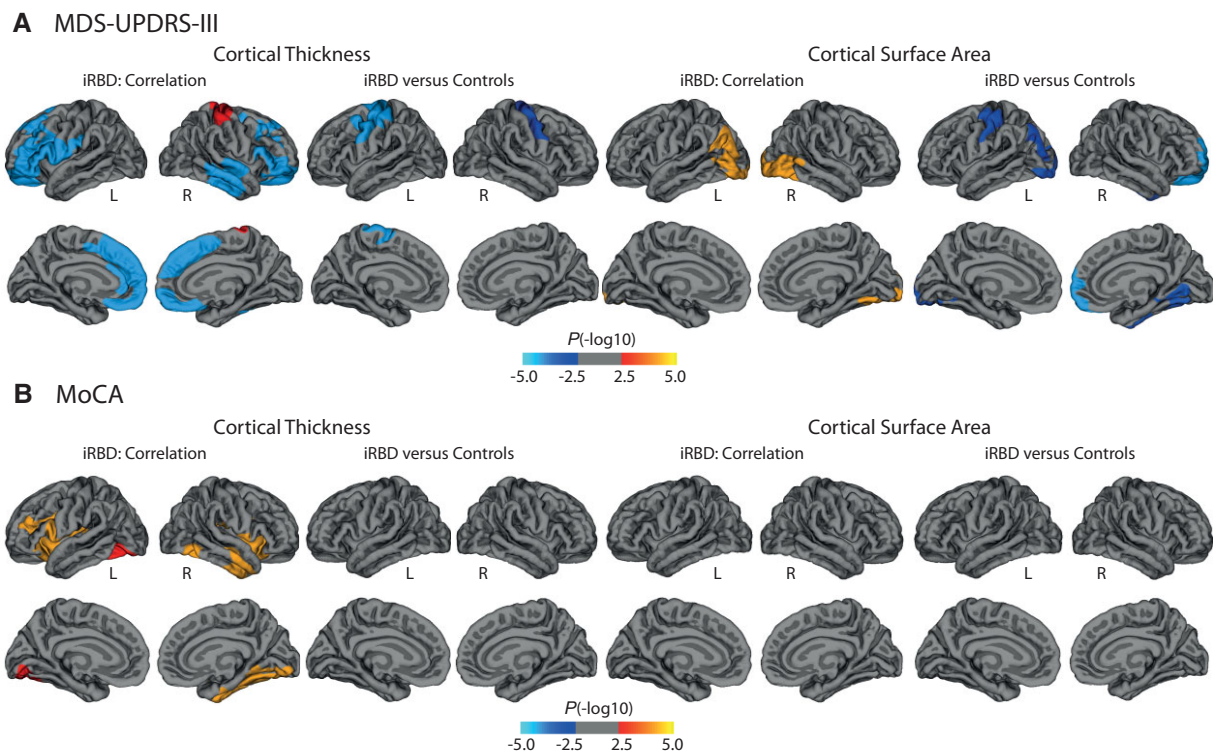 A MDS-UPDRS-III
Cortical Thickness Cortical Surface Area
iRBD: Correlation iRBD versus Controls iRBD: Correlation iRBD versus Controls
L R L R L R L R
P(-log10)
-5.0 -2.5 2.5 5.0
B MoCA
Cortical Thickness Cortical Surface Area
iRBD: Correlation iRBD versus Controls iRBD: Correlation iRBD versus Controls
L R L R L R L R
P(-log10)
-5.0 -2.5 2.5 5.0